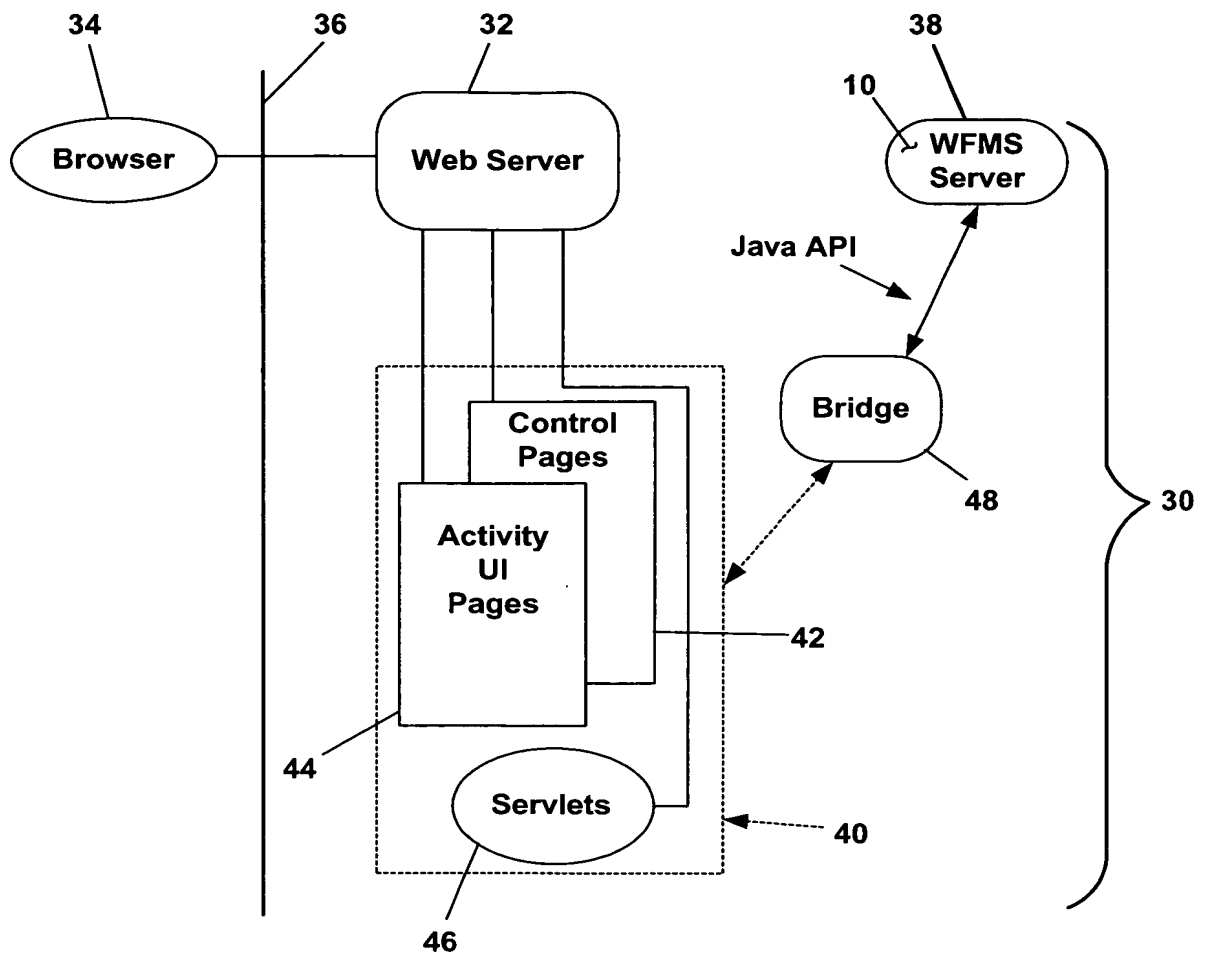 34
36
32
38
10
Browser
Web Server
WFMS
Server
Java API
Control
Pages
Bridge
48
30
Activity
UI
Pages
42
44
Servlets
40
46